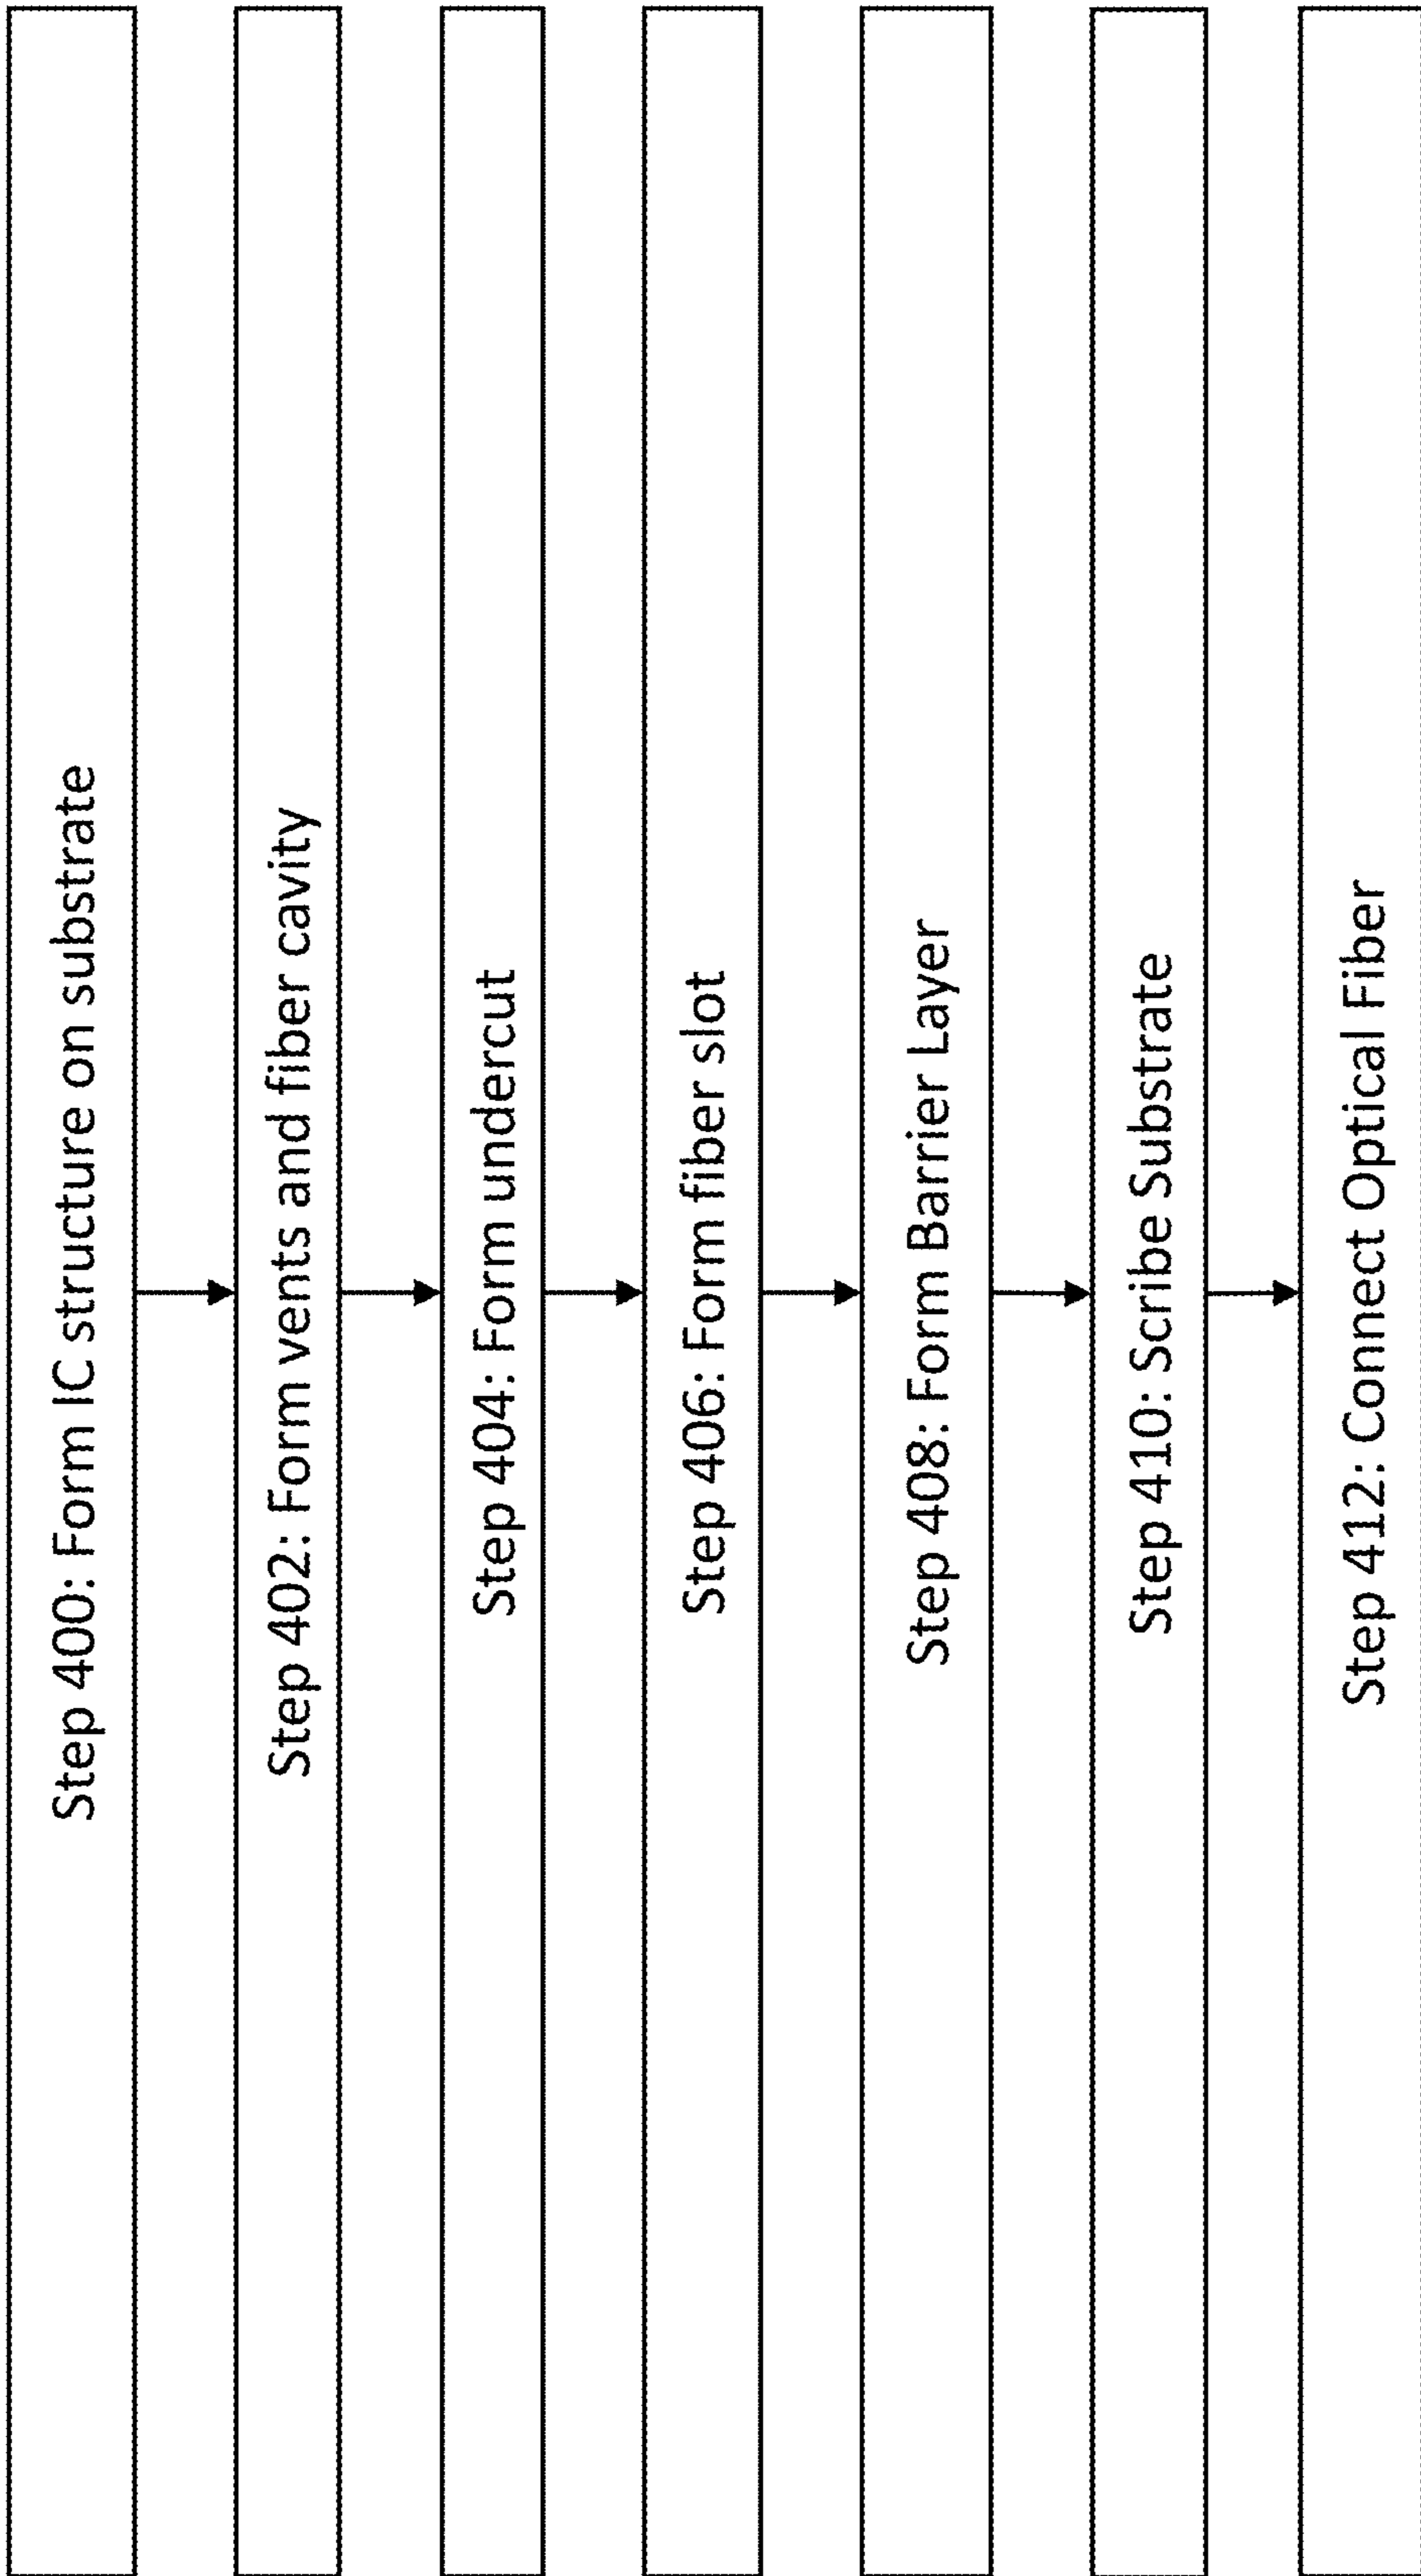 Step 400: Form IC structure on substrate
Step 402: Form vents and fiber cavity
Step 404: Form undercut
Step 406: Form fiber slot
Step 408: Form Barrier Layer
Step 410: Scribe Substrate
Step 412: Connect Optical Fiber